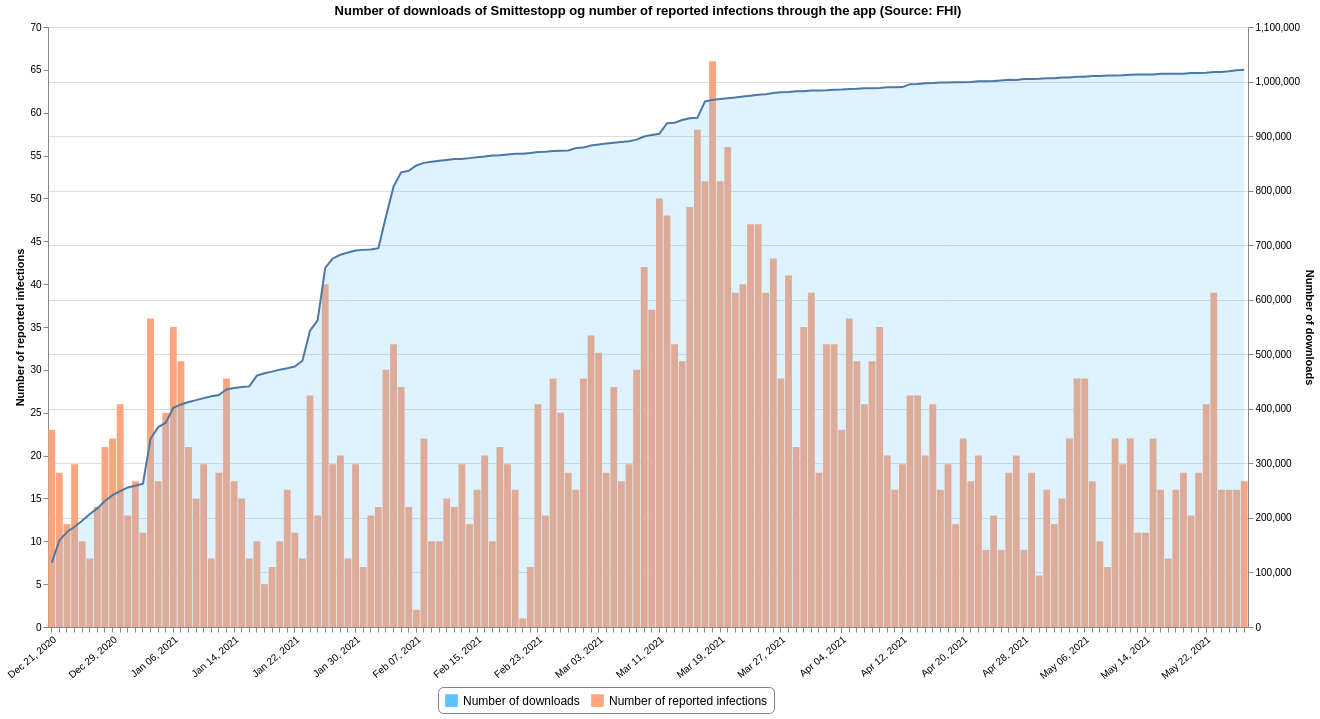 Number of downloads of Smittestopp og number of reported infections through the app (Source: FHI)
70
65
60
55
50
45
40
35
30
25
20
15
10
5
0
Number of reported infections
1,100,000
1,000,000
900,000
800,000
700,000
600,000
500,000
400,000
300,000
200,000
100,000
0
Number of downloads
Dec 21, 2020
Dec 29, 2020
Jan 06, 2021
Jan 14, 2021
Jan 22, 2021
Jan 30, 2021
Feb 07, 2021
Feb 15, 2021
Feb 23, 2021
Mar 03, 2021
Mar 11, 2021
Mar 19, 2021
Mar 27, 2021
Apr 04, 2021
Apr 12, 2021
Apr 20, 2021
Apr 28, 2021
May 06, 2021
May 14, 2021
May 22, 2021
Number of downloads
Number of reported infections